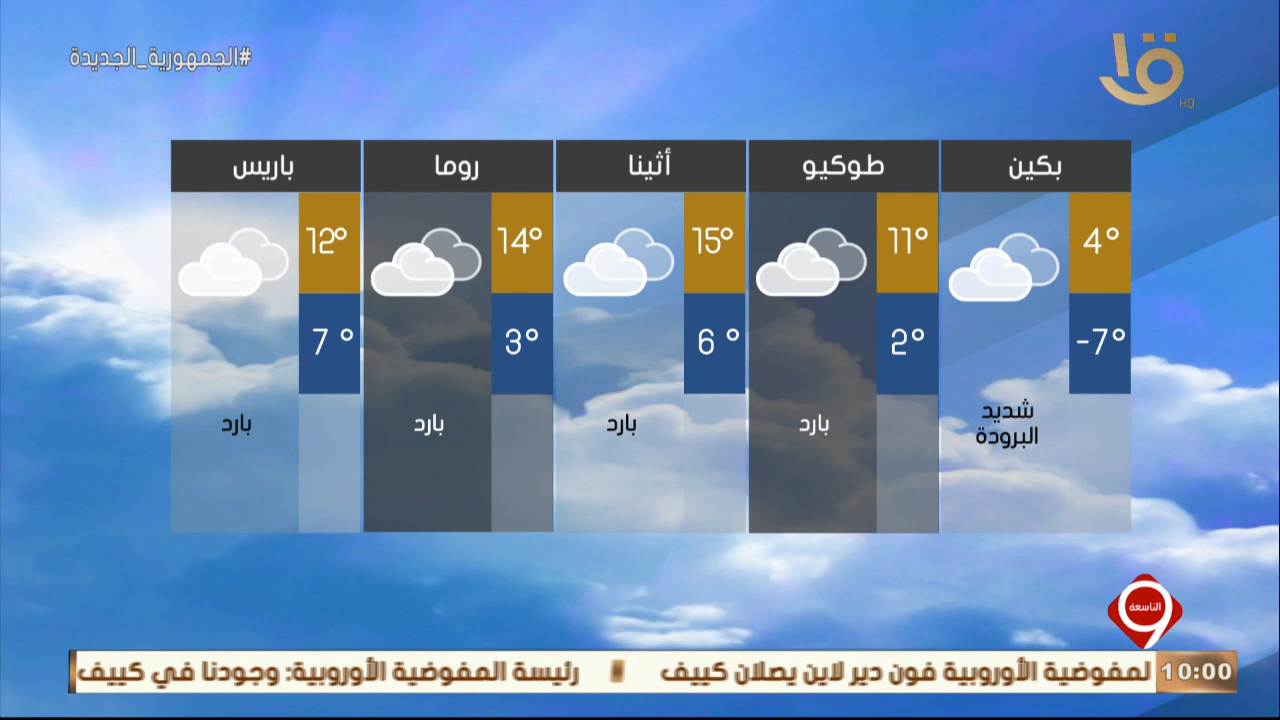 #الجمهورية_الجديدة
HD
بكين
4°
-7°
شديد
البرودة
طوكيو
11°
2°
بارد
أثينا
15°
6 °
بارد
روما
14°
3°
بارد
باريس
12°
7 °
بارد
التاسعة
9
10:00
لمفوضية الأوروبية فون دير لاين يصلان كييف
رئيسة المفوضية الأوروبية: وجودنا في كييف